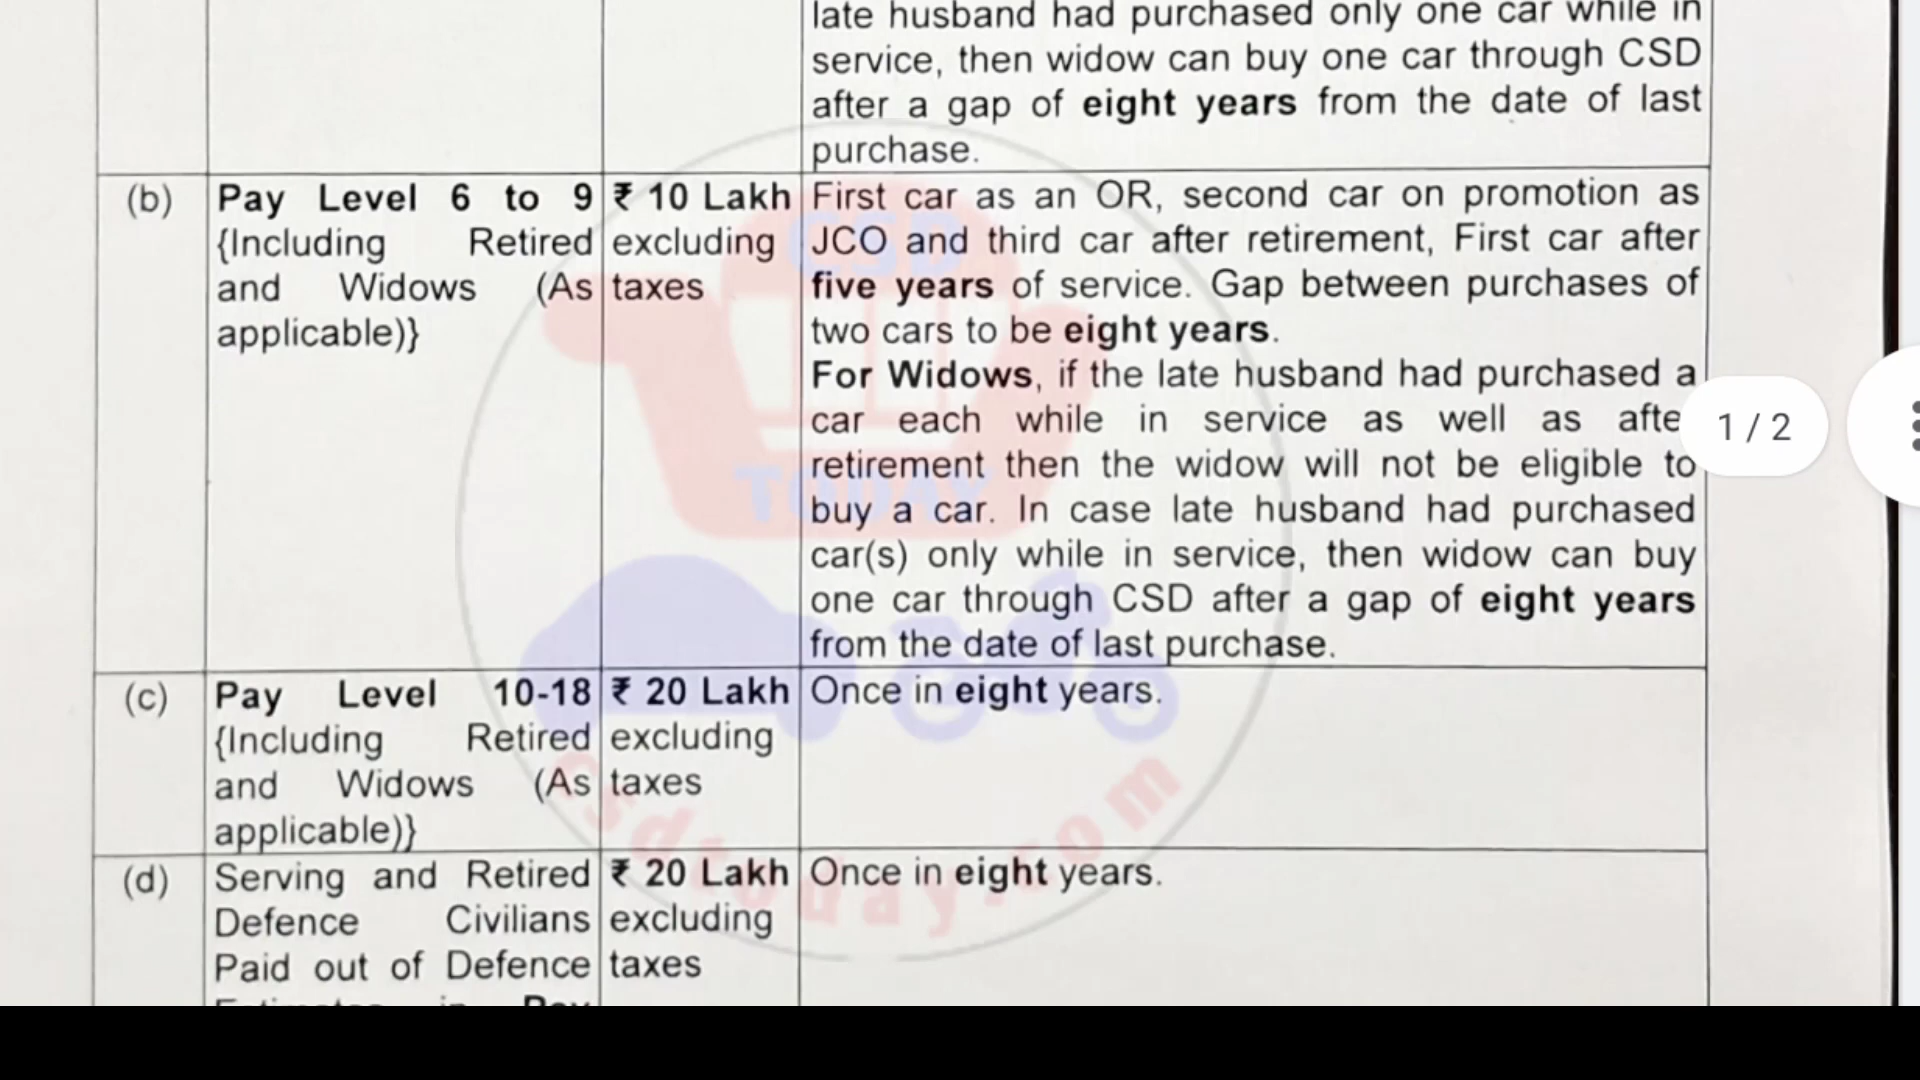 late husband had purchased only one car while in
service, then widow can buy one car through CSD
after a gap of eight years from the date of last
purchase.
(b)
Pay Level 6 to 9
{Including Retired
and Widows (As
applicable)}
₹ 10 Lakh
excluding
taxes
First car as an OR, second car on promotion as
JCO and third car after retirement, First car after
five years of service. Gap between purchases of
two cars to be eight years.
For Widows, if the late husband had purchased a
car each while in service as well as afte
retirement then the widow will not be eligible to
buy a car. In case late husband had purchased
car(s) only while in service, then widow can buy
one car through CSD after a gap of eight years
from the date of last purchase.
(c)
Pay Level 10-18
{Including Retired
and Widows (As
applicable)}
₹ 20 Lakh
excluding
taxes
Once in eight years.
(d)
Serving and Retired
Defence Civilians
Paid out of Defence
₹ 20 Lakh
excluding
taxes
Once in eight years.
1 / 2
CSD
TODAY
csdtoday.com